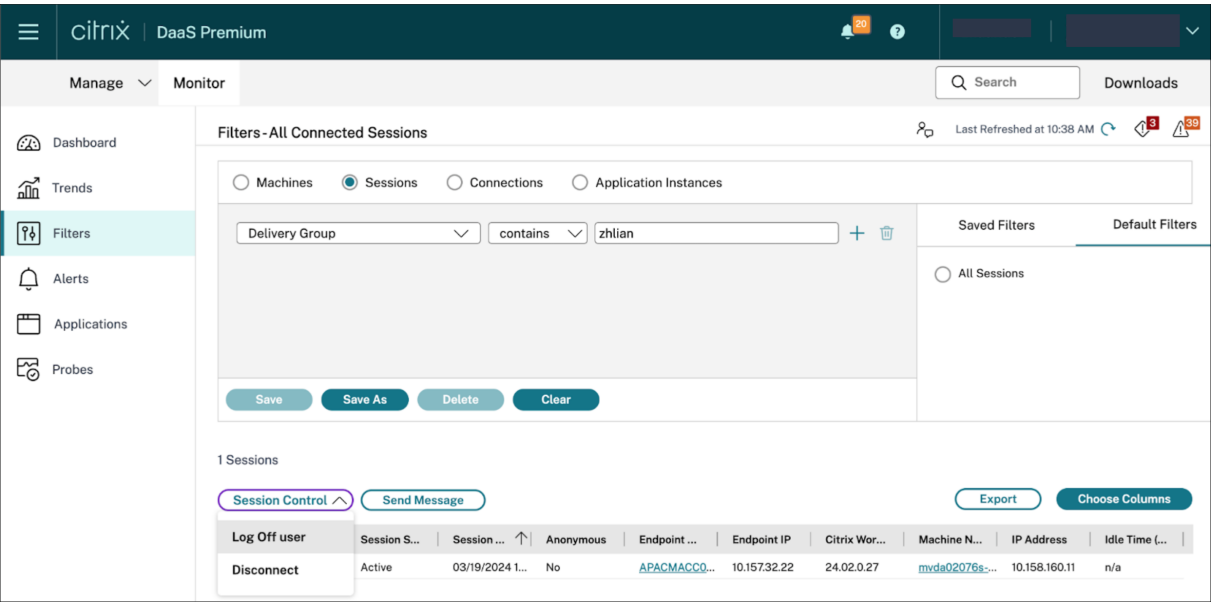 citrix DaaS Premium 20 ?
Manage Monitor Search Downloads
Dashboard
Trends
Filters
Alerts
Applications
Probes
Filters - All Connected Sessions Last Refreshed at 10:38 AM 3 39
Machines Sessions Connections Application Instances
Delivery Group contains zhlian
Saved Filters Default Filters
All Sessions
Save Save As Delete Clear
1 Sessions
Session Control Send Message Export Choose Columns
Log Off user
Disconnect
Session S... Session ... Anonymous Endpoint ... Endpoint IP Citrix Wor... Machine N... IP Address Idle Time (...
Active 03/19/2024 1... No APACMACC0... 10.157.32.22 24.02.0.27 mvda02076s-... 10.158.160.11 n/a